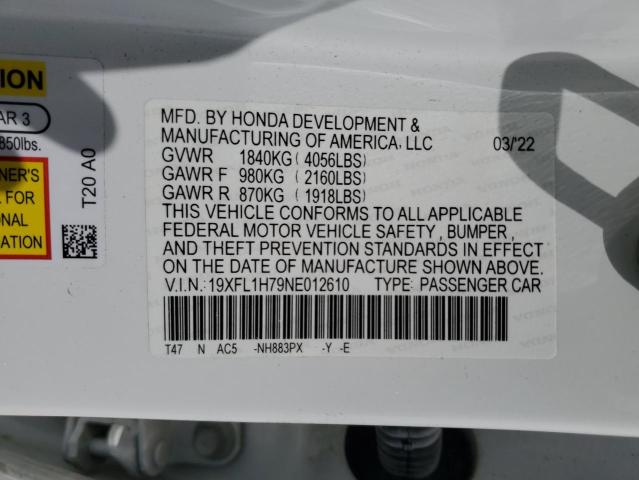 TION
AR 3
850lbs.
NER'S
L FOR
ONAL
ATION
T20 A0
MFD. BY HONDA DEVELOPMENT &
MANUFACTURING OF AMERICA, LLC 03/'22
GVWR 1840KG (4056LBS)
GAWR F 980KG (2160LBS)
GAWR R 870KG (1918LBS)
THIS VEHICLE CONFORMS TO ALL APPLICABLE
FEDERAL MOTOR VEHICLE SAFETY , BUMPER ,
AND THEFT PREVENTION STANDARDS IN EFFECT
ON THE DATE OF MANUFACTURE SHOWN ABOVE.
V.I.N.: 19XFL1H79NE012610 TYPE: PASSENGER CAR
T47 N AC5 -NH883PX -Y -E